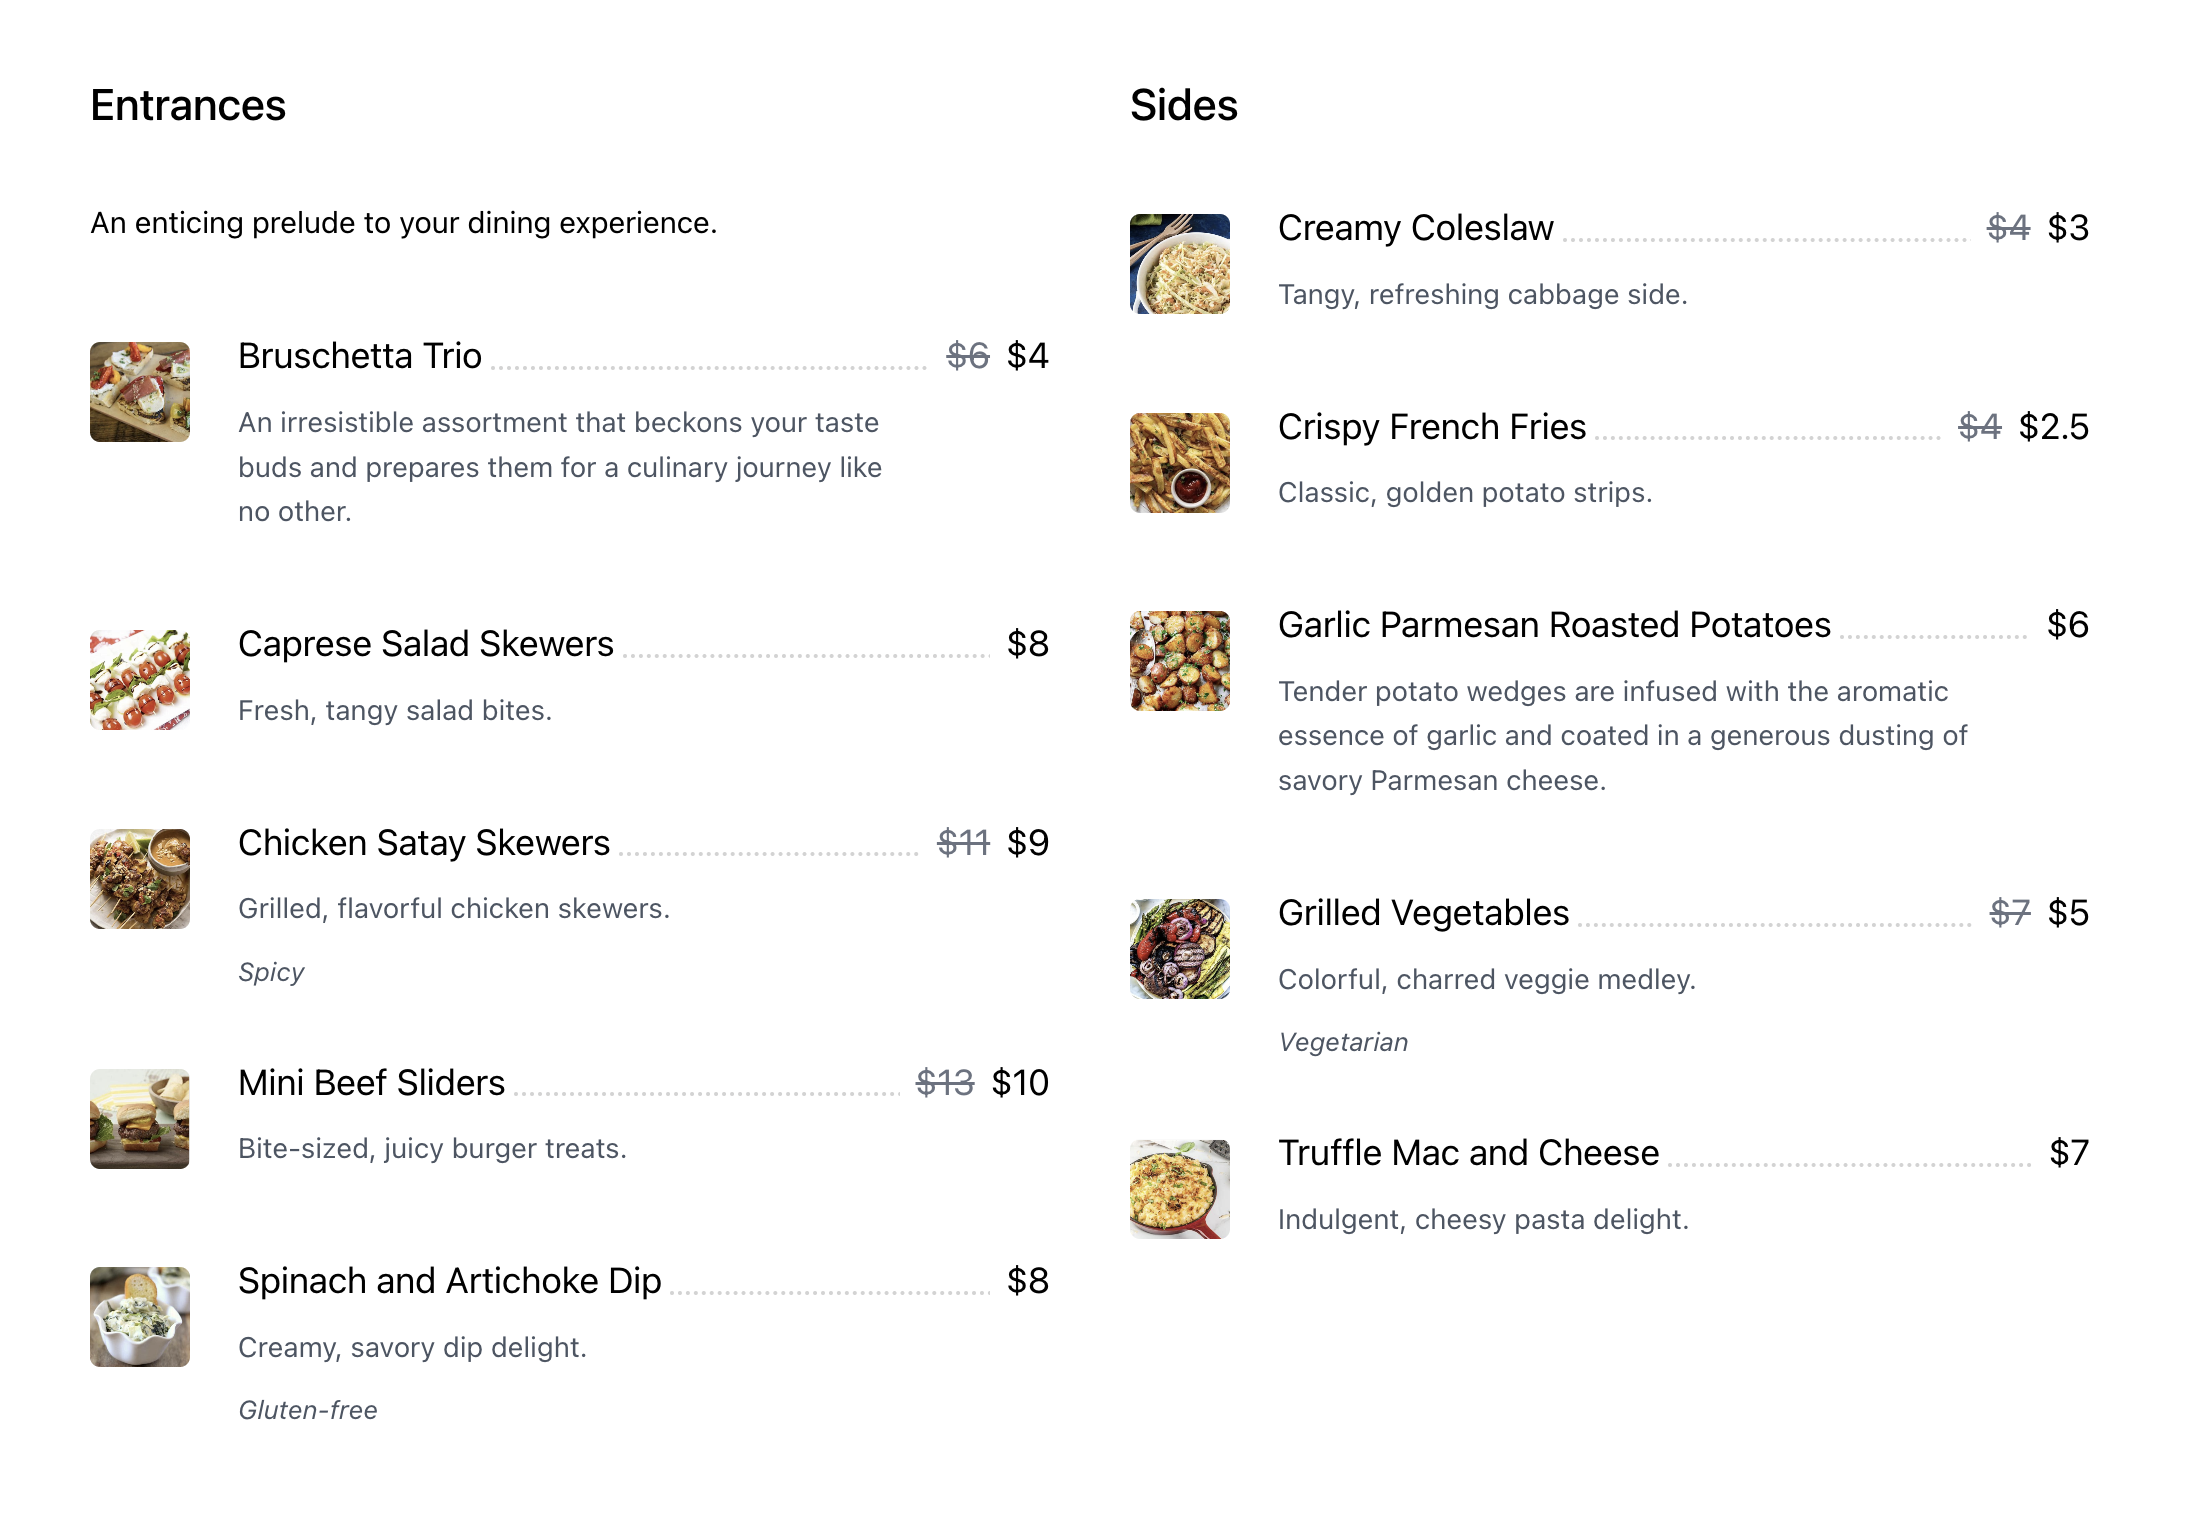 Entrances
An enticing prelude to your dining experience.
Bruschetta Trio $6 $4
An irresistible assortment that beckons your taste
buds and prepares them for a culinary journey like
no other.
Caprese Salad Skewers $8
Fresh, tangy salad bites.
Chicken Satay Skewers $11 $9
Grilled, flavorful chicken skewers.
Spicy
Mini Beef Sliders $13 $10
Bite-sized, juicy burger treats.
Spinach and Artichoke Dip $8
Creamy, savory dip delight.
Gluten-free
Sides
Creamy Coleslaw $4 $3
Tangy, refreshing cabbage side.
Crispy French Fries $4 $2.5
Classic, golden potato strips.
Garlic Parmesan Roasted Potatoes $6
Tender potato wedges are infused with the aromatic
essence of garlic and coated in a generous dusting of
savory Parmesan cheese.
Grilled Vegetables $7 $5
Colorful, charred veggie medley.
Vegetarian
Truffle Mac and Cheese $7
Indulgent, cheesy pasta delight.